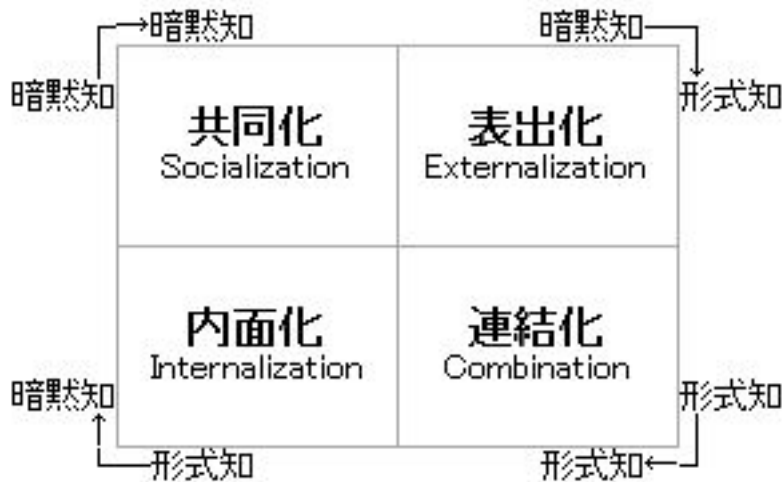 暗黙知 暗黙知
暗黙知 形式知
共同化 表出化
Socialization Externalization
内面化 連結化
Internalization Combination
暗黙知 形式知
形式知 形式知